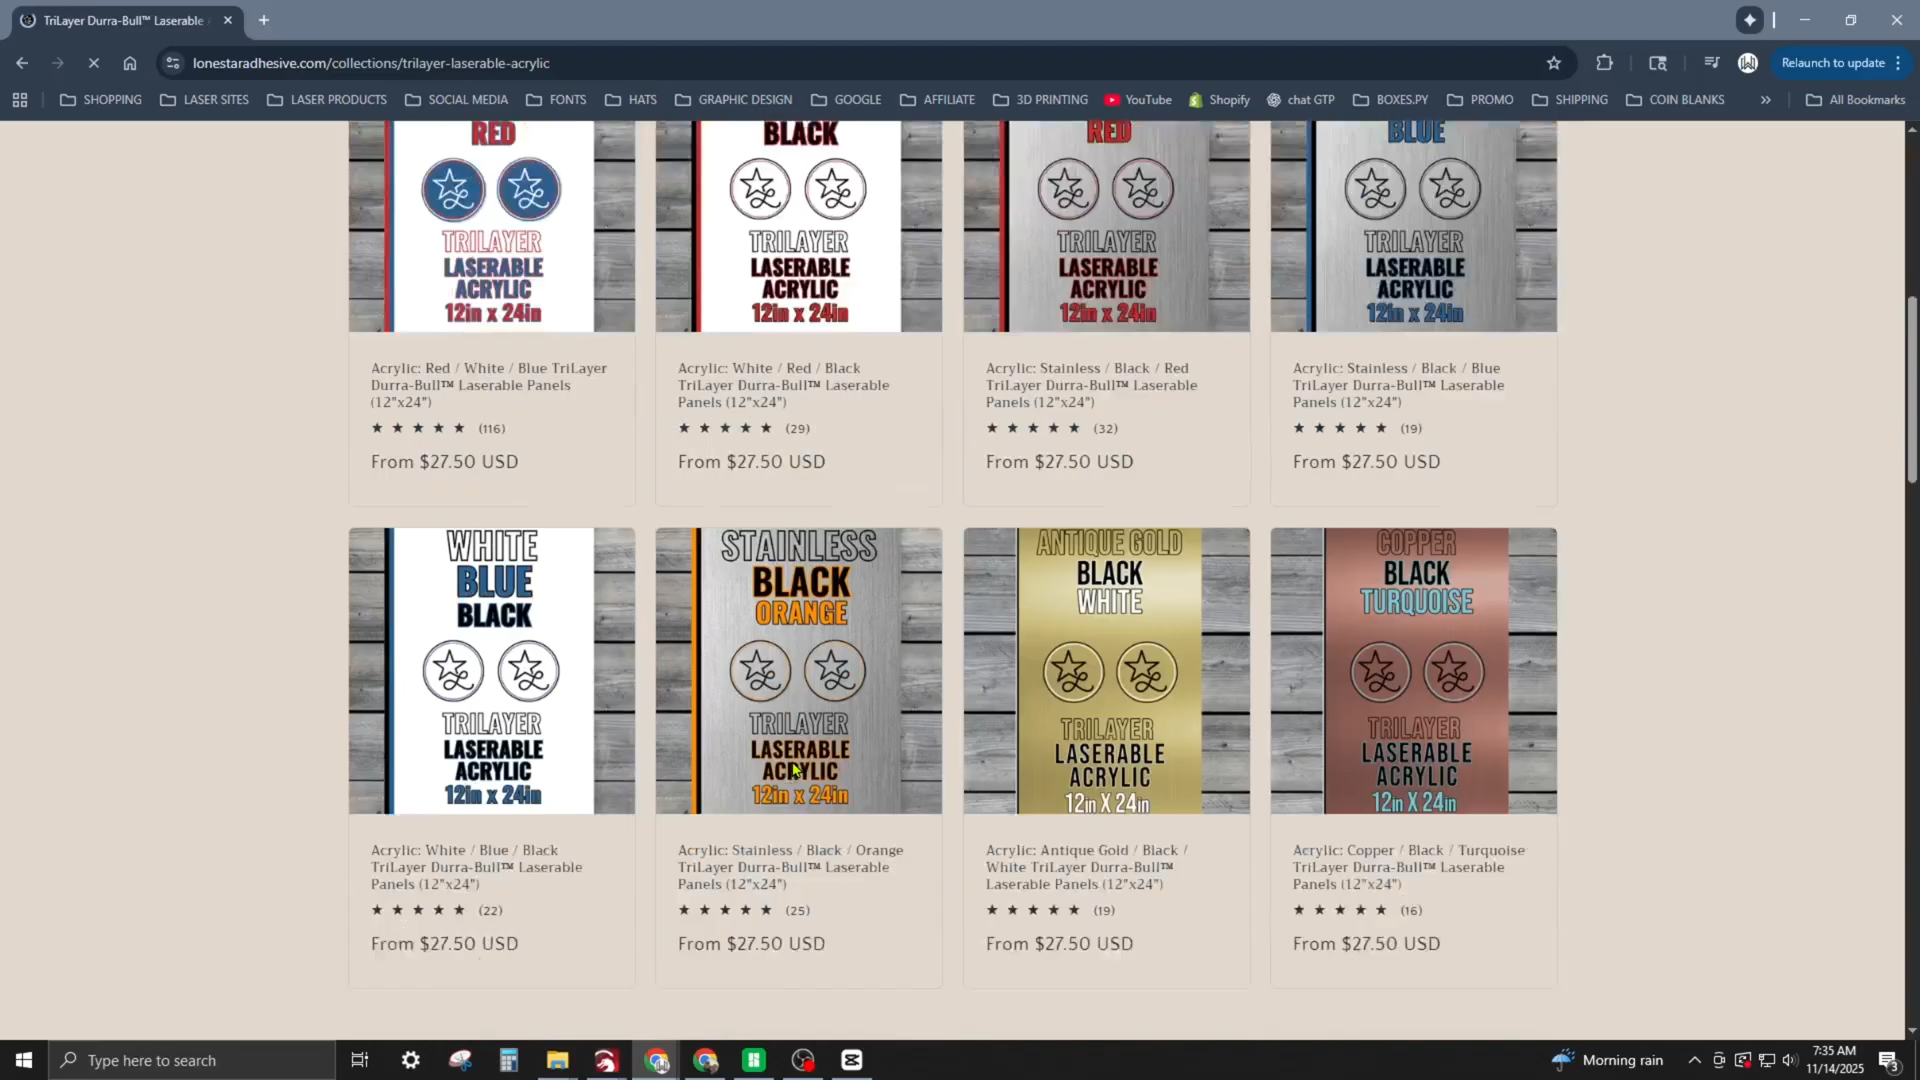 TriLayer Durra-Bull™ Laserable
lonestaradhesive.com/collections/trilayer-laserable-acrylic
Relaunch to update
SHOPPING
LASER SITES
LASER PRODUCTS
SOCIAL MEDIA
FONTS
HATS
GRAPHIC DESIGN
GOOGLE
AFFILIATE
3D PRINTING
YouTube
Shopify
chat GTP
BOXES.PY
PROMO
SHIPPING
COIN BLANKS
All Bookmarks
RED
TRILAYER
LASERABLE
ACRYLIC
12in x 24in
BLACK
TRILAYER
LASERABLE
ACRYLIC
12in x 24in
RED
TRILAYER
LASERABLE
ACRYLIC
12in x 24in
BLUE
TRILAYER
LASERABLE
ACRYLIC
12in x 24in
Acrylic: Red / White / Blue TriLayer
Durra-Bull™ Laserable Panels
(12"x24")
★ ★ ★ ★ ★ (116)
From $27.50 USD
Acrylic: White / Red / Black
TriLayer Durra-Bull™ Laserable
Panels (12"x24")
★ ★ ★ ★ ★ (29)
From $27.50 USD
Acrylic: Stainless / Black / Red
TriLayer Durra-Bull™ Laserable
Panels (12"x24")
★ ★ ★ ★ ★ (32)
From $27.50 USD
Acrylic: Stainless / Black / Blue
TriLayer Durra-Bull™ Laserable
Panels (12"x24")
★ ★ ★ ★ ★ (19)
From $27.50 USD
WHITE
BLUE
BLACK
TRILAYER
LASERABLE
ACRYLIC
12in x 24in
STAINLESS
BLACK
ORANGE
TRILAYER
LASERABLE
ACRYLIC
12in x 24in
ANTIQUE GOLD
BLACK
WHITE
TRILAYER
LASERABLE
ACRYLIC
12in X 24in
COPPER
BLACK
TURQUOISE
TRILAYER
LASERABLE
ACRYLIC
12in X 24in
Acrylic: White / Blue / Black
TriLayer Durra-Bull™ Laserable
Panels (12"x24")
★ ★ ★ ★ ★ (22)
From $27.50 USD
Acrylic: Stainless / Black / Orange
TriLayer Durra-Bull™ Laserable
Panels (12"x24")
★ ★ ★ ★ ★ (25)
From $27.50 USD
Acrylic: Antique Gold / Black /
White TriLayer Durra-Bull™
Laserable Panels (12"x24")
★ ★ ★ ★ ★ (19)
From $27.50 USD
Acrylic: Copper / Black / Turquoise
TriLayer Durra-Bull™ Laserable
Panels (12"x24")
★ ★ ★ ★ ★ (16)
From $27.50 USD
Type here to search
Morning rain
7:35 AM
11/14/2025
3